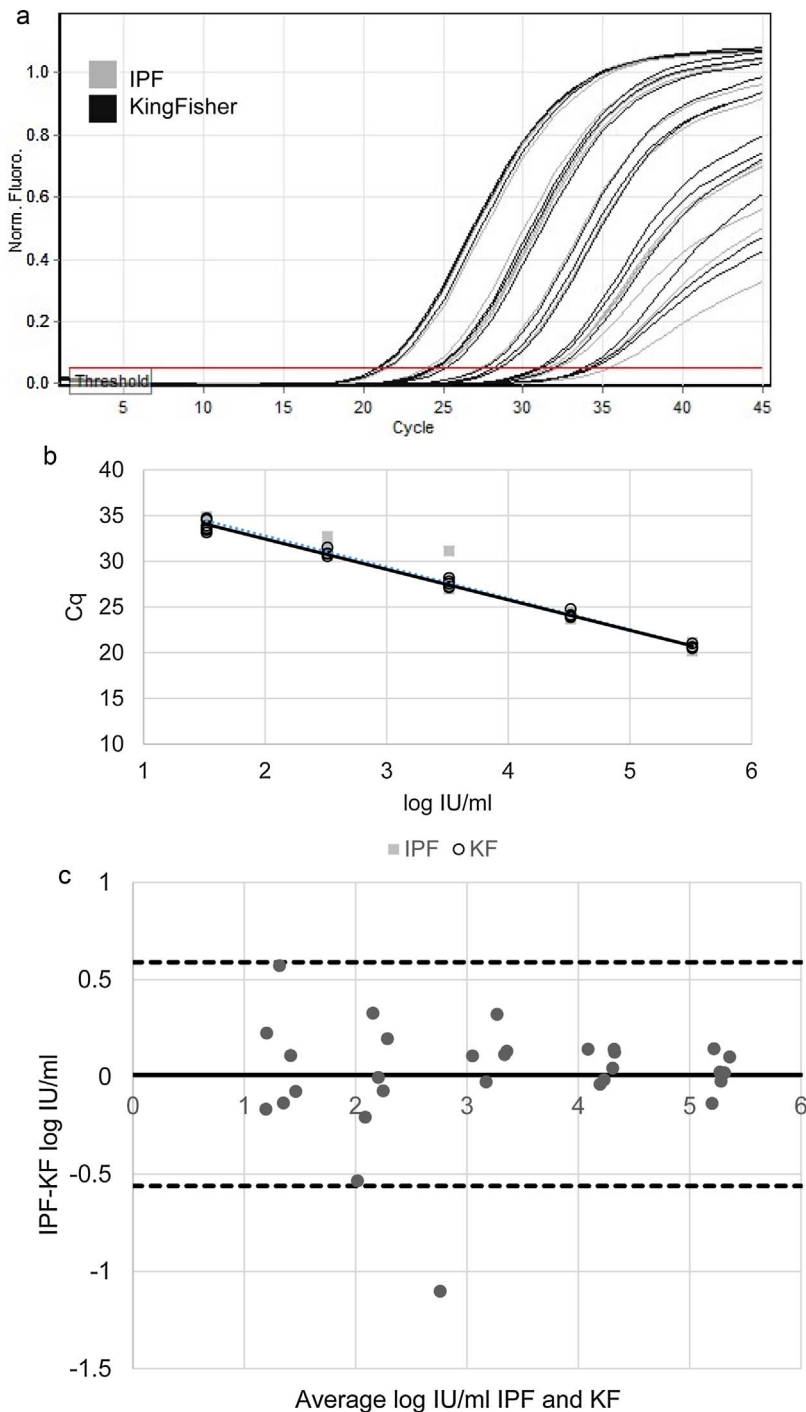 a
1.0
0.8
0.6
0.4
0.2
0.0
Norm. Fluoro.
IPF
KingFisher
Threshold
5 10 15 20 25 30 35 40 45
Cycle
b
40
35
30
25
20
15
10
Cq
1 2 3 4 5 6
log IU/ml
IPF KF
c
1
0.5
0
-0.5
-1
-1.5
IPF-KF log IU/ml
0 1 2 3 4 5 6
Average log IU/ml IPF and KF